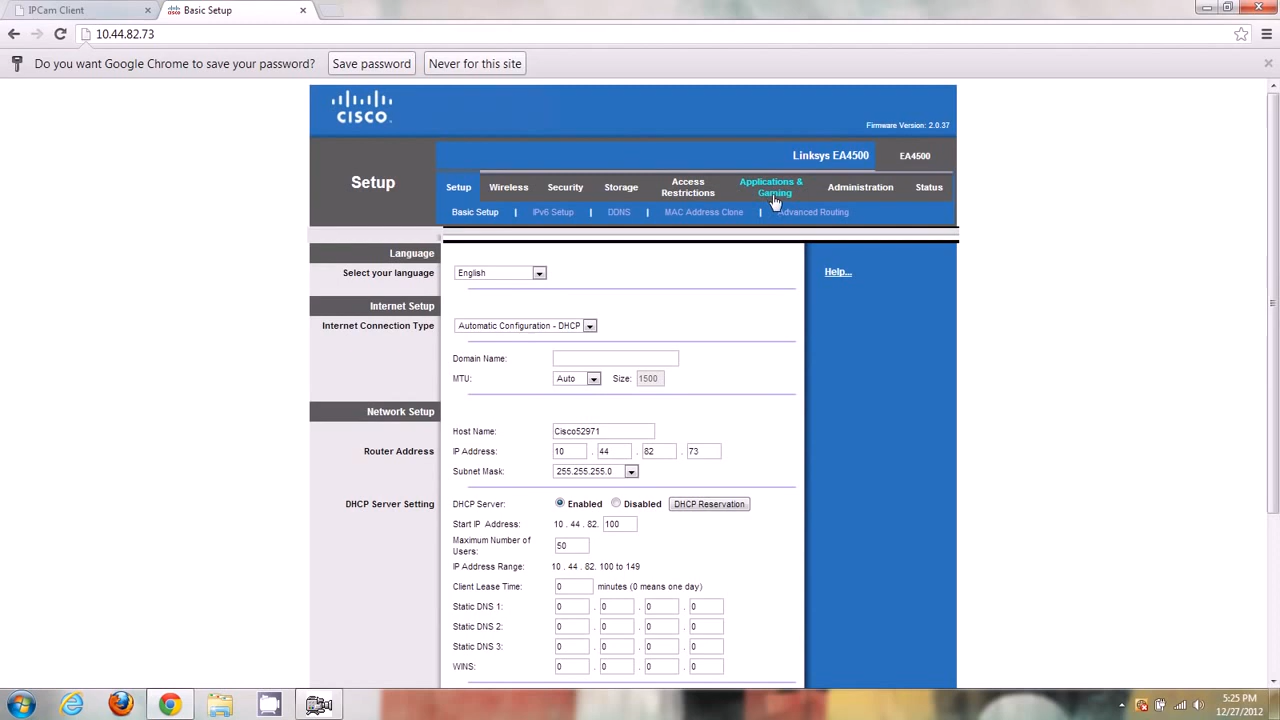 IPCam Client
Basic Setup
10.44.82.73
Do you want Google Chrome to save your password?
Save password
Never for this site
CISCO.
Firmware Version: 2.0.37
Linksys EA4500
EA4500
Setup
Setup
Wireless
Security
Storage
Access Restrictions
Applications & Gaming
Administration
Status
Basic Setup | IPv6 Setup | DDNS | MAC Address Clone | Advanced Routing
Language
Select your language
English
Help...
Internet Setup
Internet Connection Type
Automatic Configuration - DHCP
Domain Name:
MTU: Auto Size: 1500
Network Setup
Host Name: Cisco52971
Router Address
IP Address: 10 . 44 . 82 . 73
Subnet Mask: 255.255.255.0
DHCP Server Setting
DHCP Server: Enabled Disabled DHCP Reservation
Start IP Address: 10 . 44 . 82. 100
Maximum Number of
Users: 50
IP Address Range: 10 . 44 . 82. 100 to 149
Client Lease Time: 0 minutes (0 means one day)
Static DNS 1: 0 . 0 . 0 . 0
Static DNS 2: 0 . 0 . 0 . 0
Static DNS 3: 0 . 0 . 0 . 0
WINS: 0 . 0 . 0 . 0
5:25 PM
12/27/2012